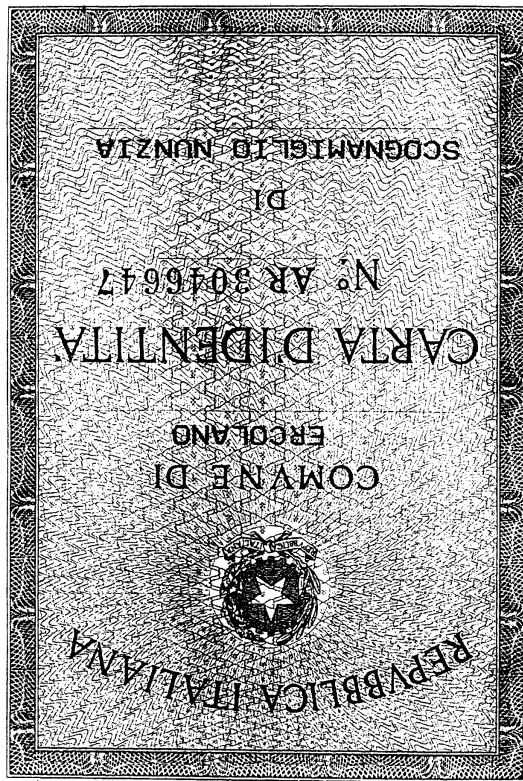 REPVBBLICA ITALIANA
COMVNE DI
ERCOLANO
CARTA D'IDENTITA'
N° AR 3046647
DI
SCOGNAMIGLIO NUNZIA